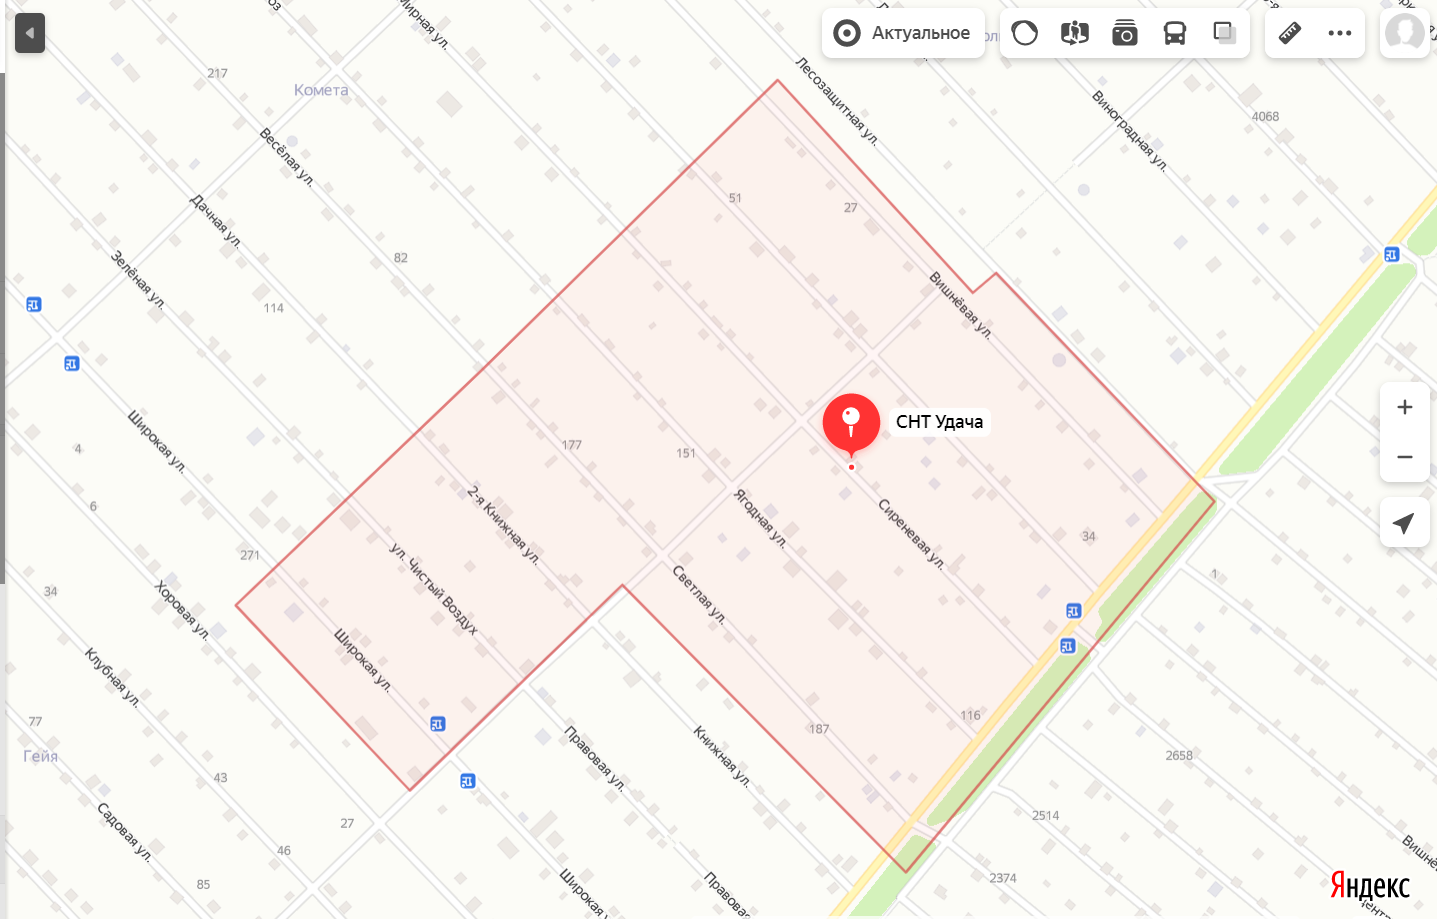 Мирная ул.
Актуальное
217
Комета
Лесозащитная ул.
Виноградная ул.
4068
Весёлая ул.
51
27
Дачная ул.
Зелёная ул.
82
114
Вишнёвая ул.
Широкая ул.
4
177
151
СНТ Удача
6
2-я Книжная ул.
Ягодная ул.
Сиреневая ул.
34
271
ул. Чистый Воздух
34
Хоровая ул.
Светлая ул.
1
Широкая ул.
Клубная ул.
77
Гейя
43
Правовая ул.
Книжная ул.
187
116
2658
Садовая ул.
27
46
85
2514
2374
Широкая у
Правовая
Вишнё
Яндекс